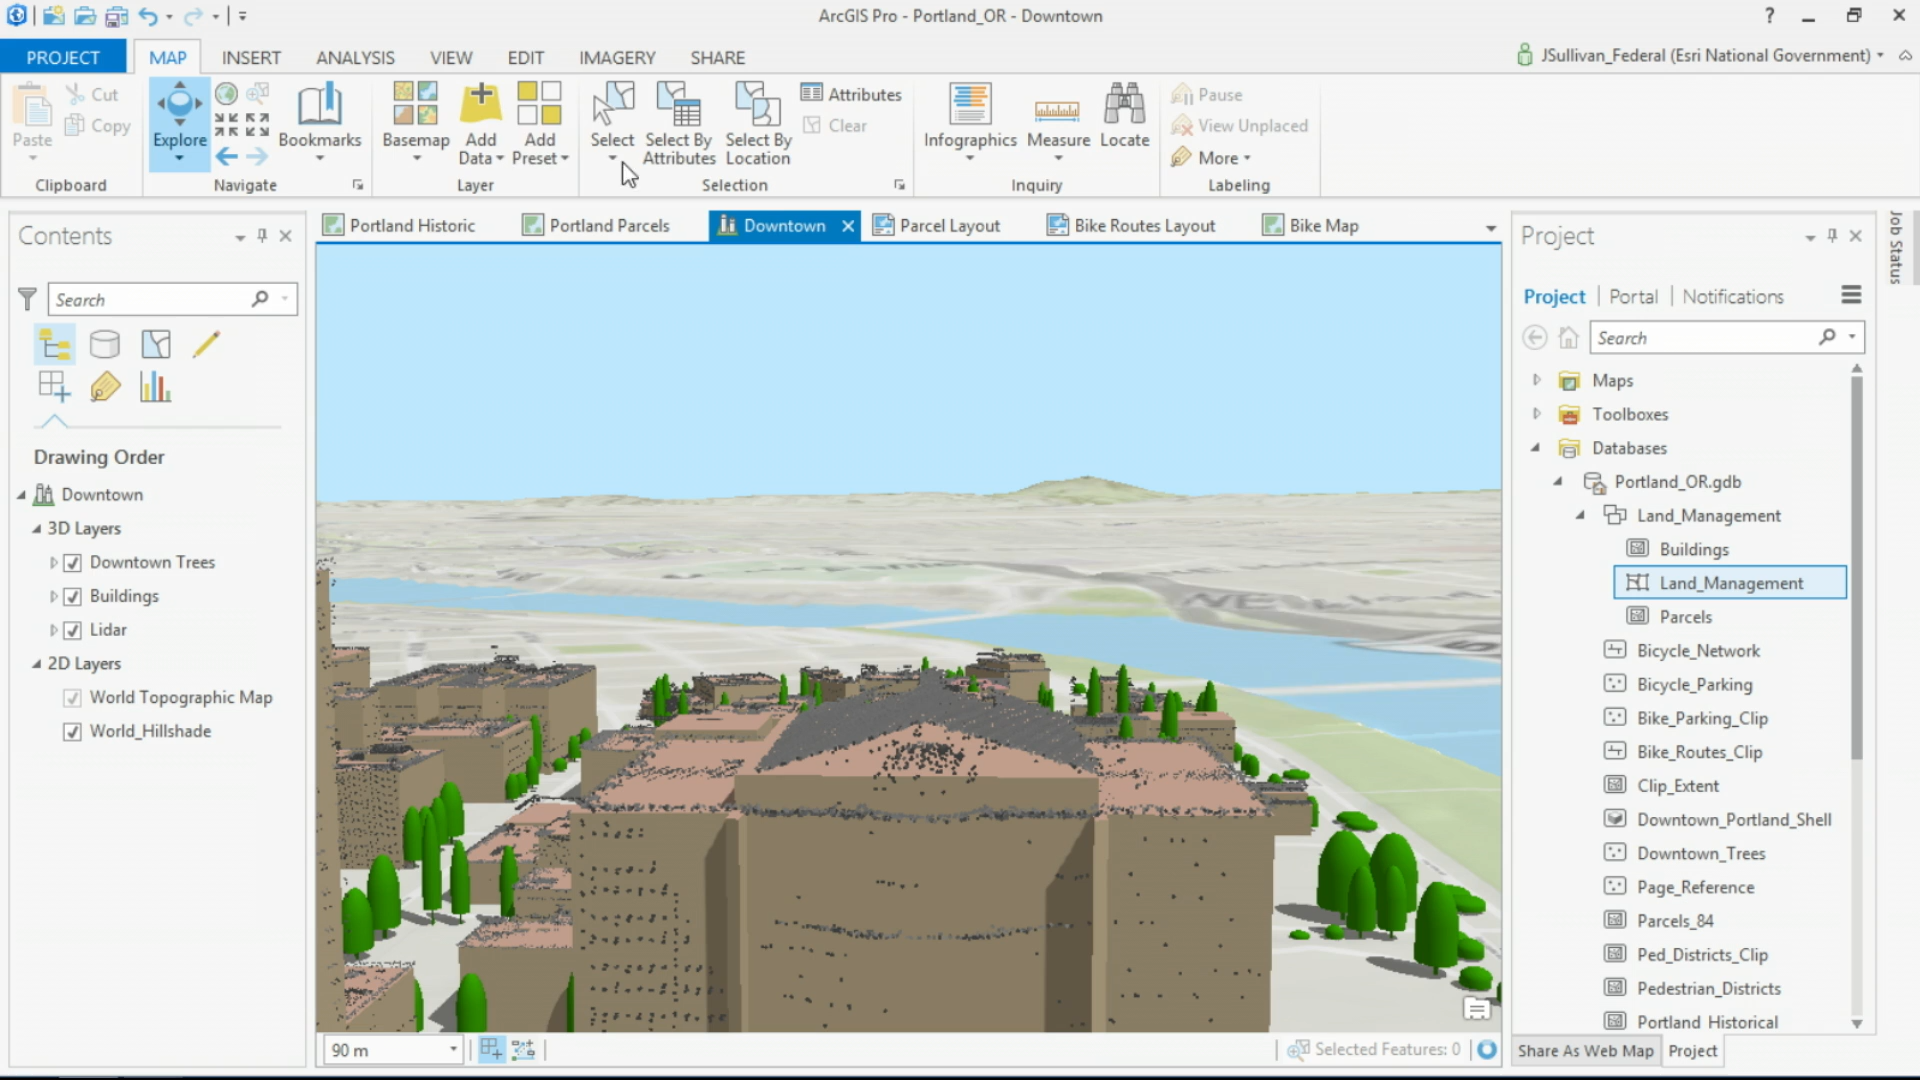 ArcGIS Pro - Portland_OR - Downtown
?
PROJECT
MAP
INSERT
ANALYSIS
VIEW
EDIT
IMAGERY
SHARE
JSullivan_Federal (Esri National Government)
Paste
Cut
Copy
Clipboard
Explore
Bookmarks
Navigate
Basemap
Add
Data
Add
Preset
Layer
Select
Select By
Attributes
Select By
Location
Attributes
Clear
Selection
Infographics
Measure
Locate
Inquiry
Pause
View Unplaced
More
Labeling
Contents
Search
Drawing Order
Downtown
3D Layers
Downtown Trees
Buildings
Lidar
2D Layers
World Topographic Map
World_Hillshade
Portland Historic
Portland Parcels
Downtown
Parcel Layout
Bike Routes Layout
Bike Map
90 m
Selected Features: 0
Project
Project
Portal
Notifications
Search
Maps
Toolboxes
Databases
Portland_OR.gdb
Land_Management
Buildings
Land_Management
Parcels
Bicycle_Network
Bicycle_Parking
Bike_Parking_Clip
Bike_Routes_Clip
Clip_Extent
Downtown_Portland_Shell
Downtown_Trees
Page_Reference
Parcels_84
Ped_Districts_Clip
Pedestrian_Districts
Portland Historical
Share As Web Map
Project
Job Status